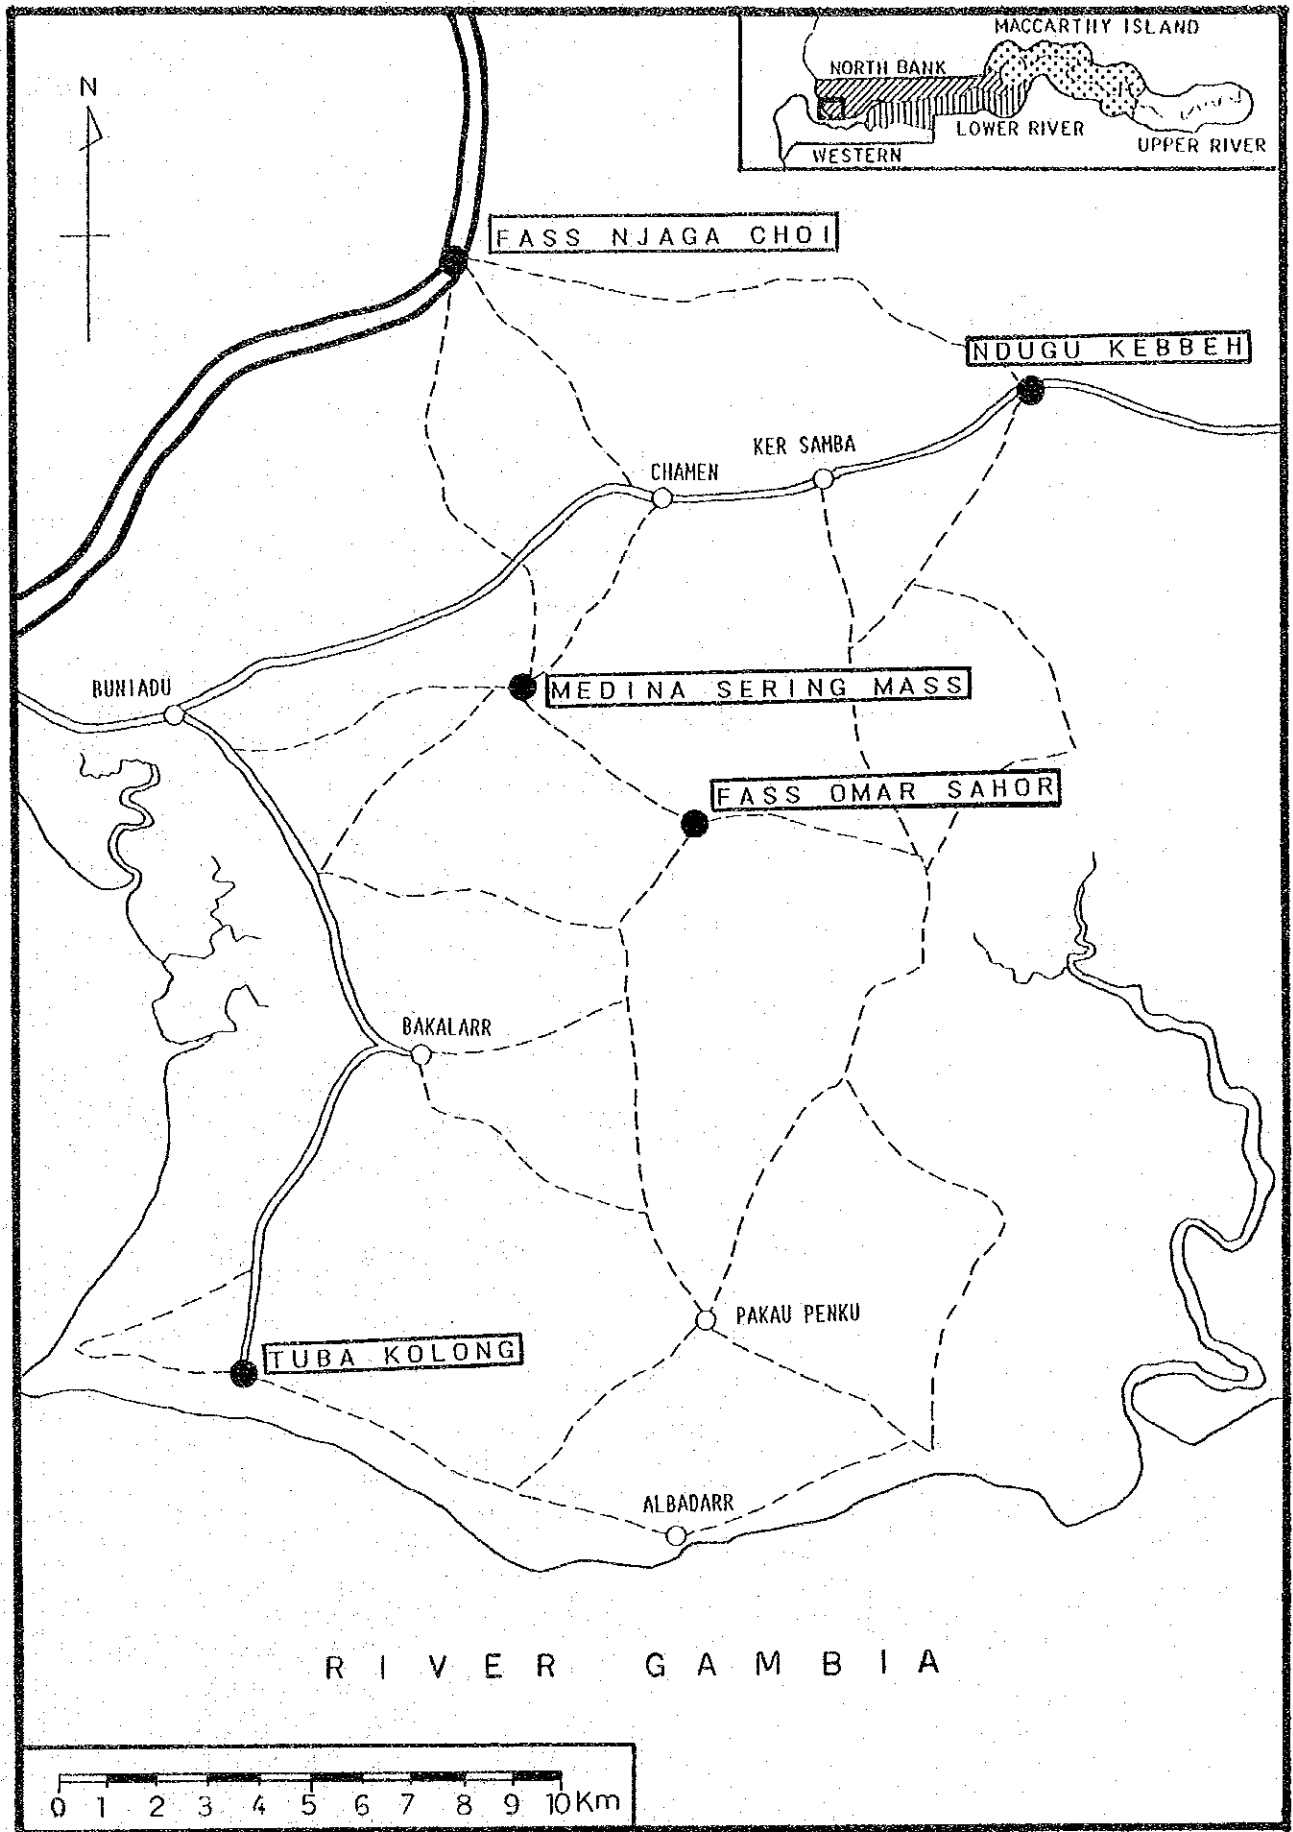 MACCARTHY ISLAND
N
NORTH BANK
LOWER RIVER
WESTERN
UPPER RIVER
FASS NJAGA CHOI
NDUGU KEBBEH
KER SAMBA
CHAMEN
BUNIADU
MEDINA SERING MASS
FASS OMAR SAHOR
BAKALARR
PAKAU PENKU
TUBA KOLONG
ALBADARR
RIVER GAMBIA
0 1 2 3 4 5 6 7 8 9 10Km